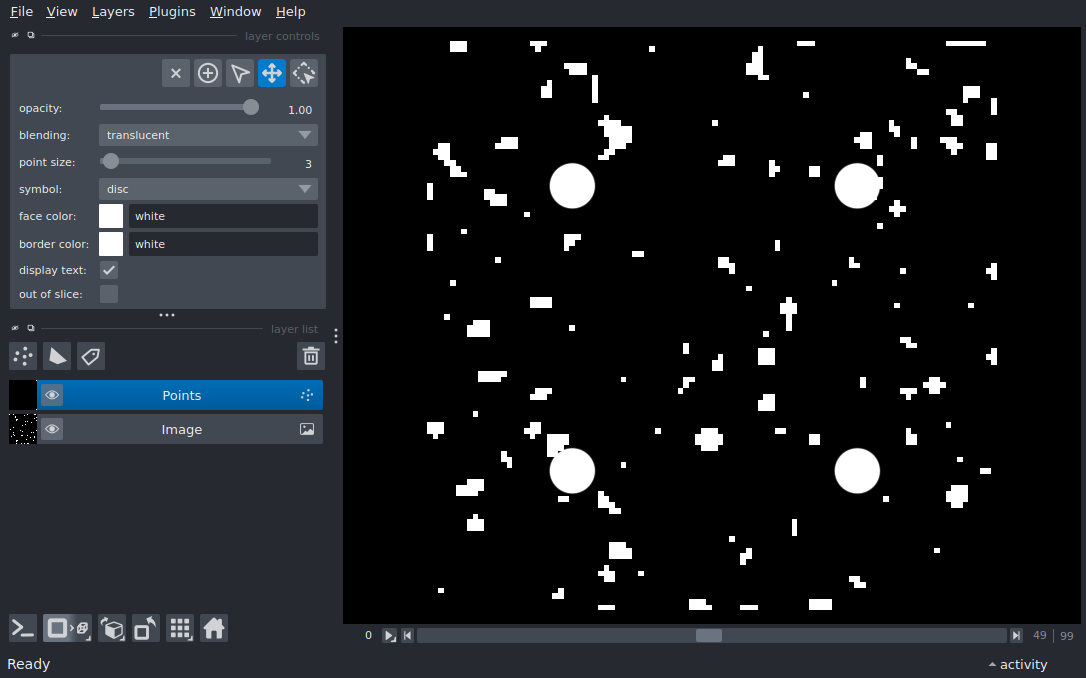 File View Layers Plugins Window Help
layer controls
opacity: 1.00
blending: translucent
point size: 3
symbol: disc
face color: white
border color: white
display text:
out of slice:
layer list
Points
Image
0 49 99
Ready activity